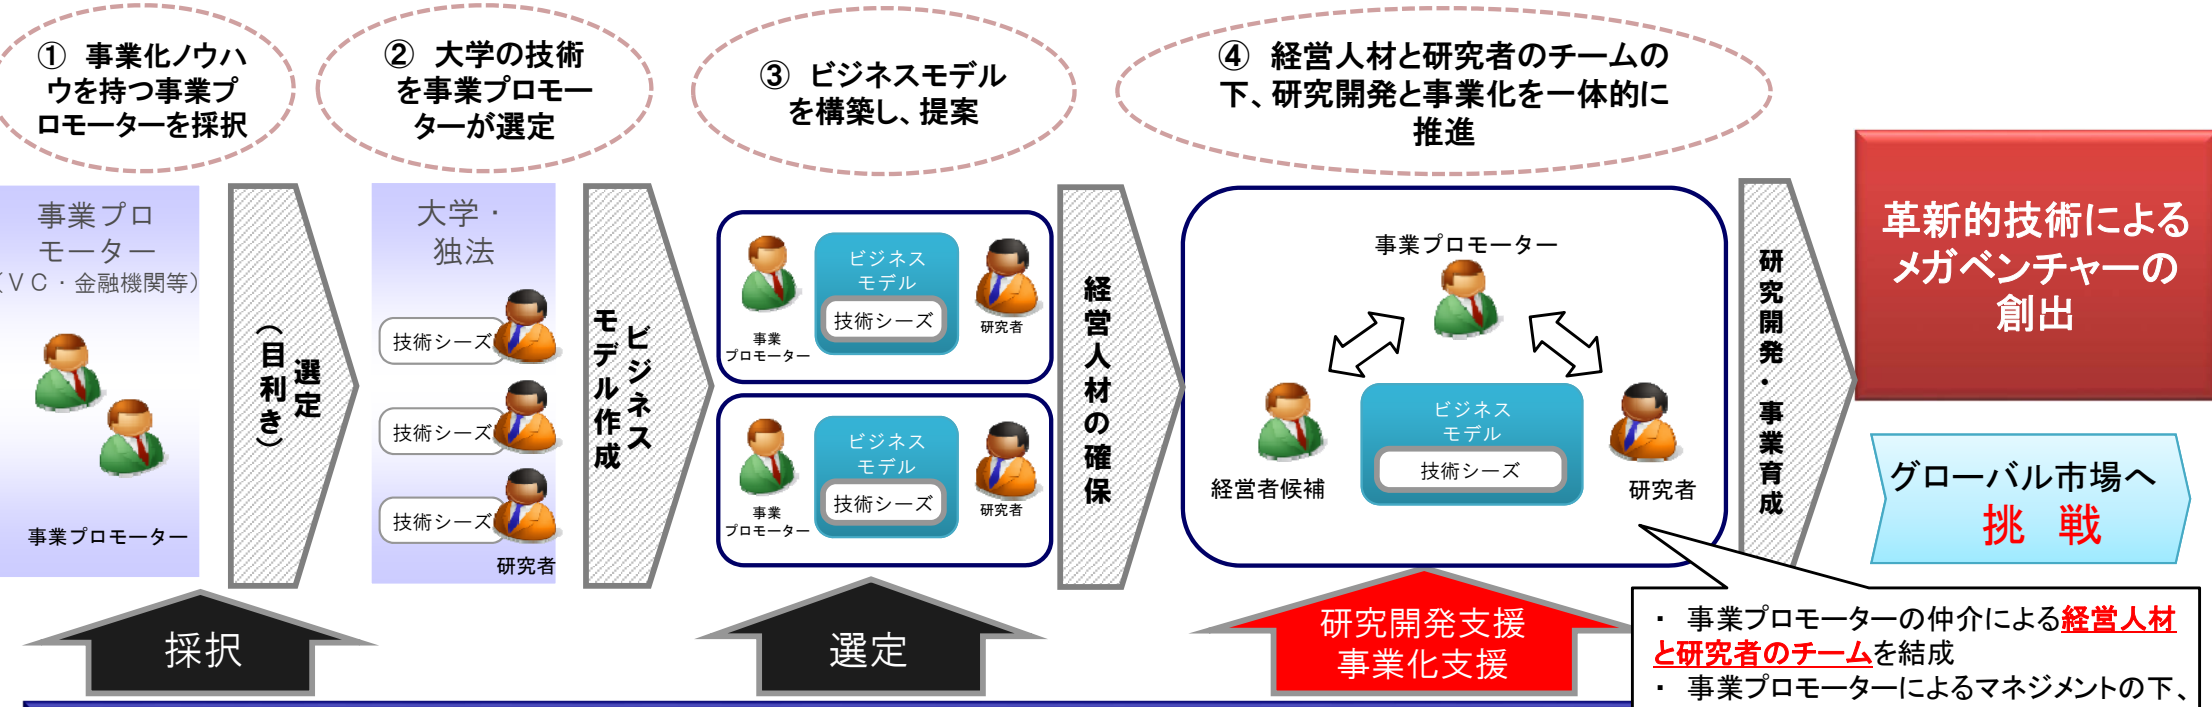 ① 事業化ノウハ
ウを持つ事業プ
ロモーターを採択
② 大学の技術
を事業プロモー
ターが選定
③ ビジネスモデル
を構築し、提案
④ 経営人材と研究者のチームの
下、研究開発と事業化を一体的に
推進
事業プロ
モーター
（ＶＣ・金融機関等）
事業プロモーター
選定
（目利き）
大学・
独法
技術シーズ
技術シーズ
技術シーズ
研究者
ビジネス
モデル作成
事業
プロモーター
ビジネス
モデル
技術シーズ
研究者
事業
プロモーター
ビジネス
モデル
技術シーズ
研究者
経営人材の確保
事業プロモーター
経営者候補
ビジネス
モデル
技術シーズ
研究者
研究開発・事業育成
革新的技術による
メガベンチャーの
創出
グローバル市場へ
挑　戦
採択
選定
研究開発支援
事業化支援
・ 事業プロモーターの仲介による経営人材
と研究者のチームを結成
・ 事業プロモーターによるマネジメントの下、